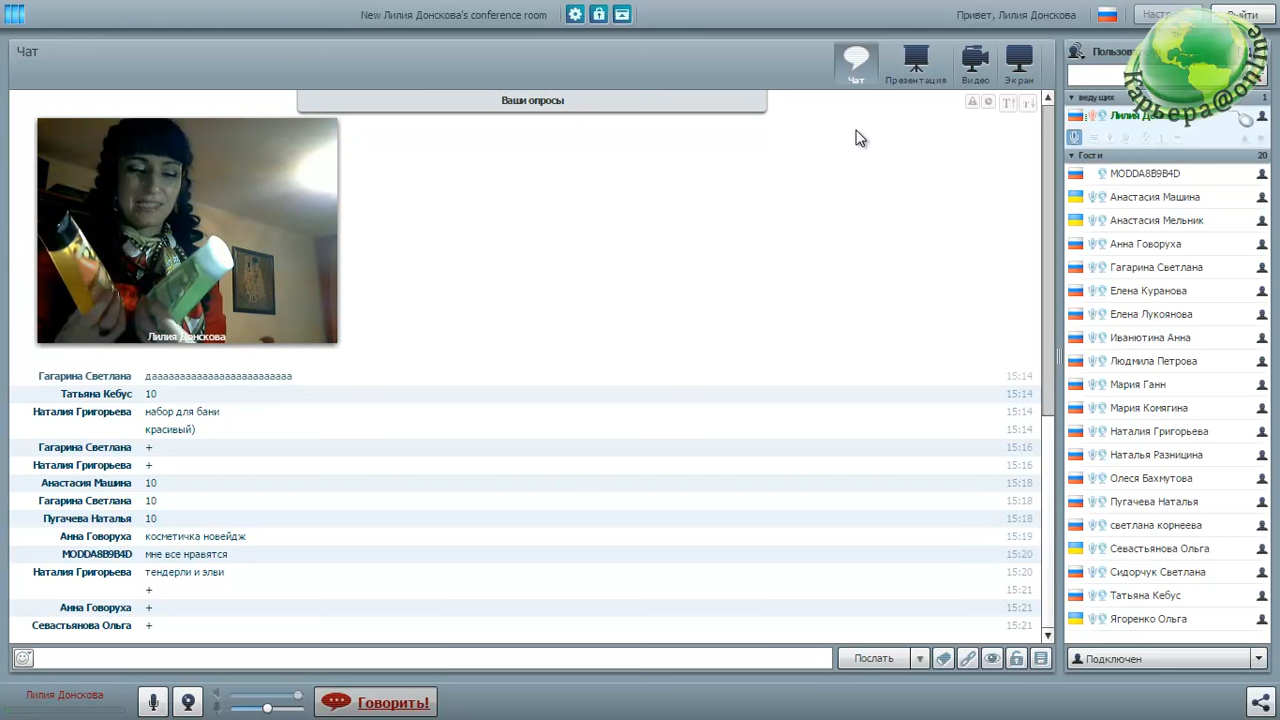 New Лилия Донскова's conference room
Привет, Лилия Донскова
Выйти
Чат
Чат
Презентация
Видео
Экран
Ваши опросы
Карьера@online
ведущих 1
Гости 20
MODDA8B9B4D
Анастасия Машина
Анастасия Мельник
Анна Говоруха
Гагарина Светлана
Елена Куранова
Елена Лукоянова
Иванютина Анна
Людмила Петрова
Мария Ганн
Мария Комягина
Наталия Григорьева
Наталья Разницина
Олеся Бахмутова
Пугачева Наталья
светлана корнеева
Севастьянова Ольга
Сидорчук Светлана
Татьяна Кебус
Ягоренко Ольга
Подключен
Лилия Донскова
Гагарина Светлана дааааааааааааааааааааааааа 15:14
Татьяна Кебус 10 15:14
Наталия Григорьева набор для бани 15:14
красивый) 15:14
Гагарина Светлана + 15:16
Наталия Григорьева + 15:16
Анастасия Машина 10 15:18
Гагарина Светлана 10 15:18
Пугачева Наталья 10 15:18
Анна Говоруха косметичка новейдж 15:19
MODDA8B9B4D мне все нравятся 15:20
Наталия Григорьева тендерли и элви 15:20
+ 15:21
Анна Говоруха + 15:21
Севастьянова Ольга + 15:21
Послать
Лилия Донскова
Говорить!